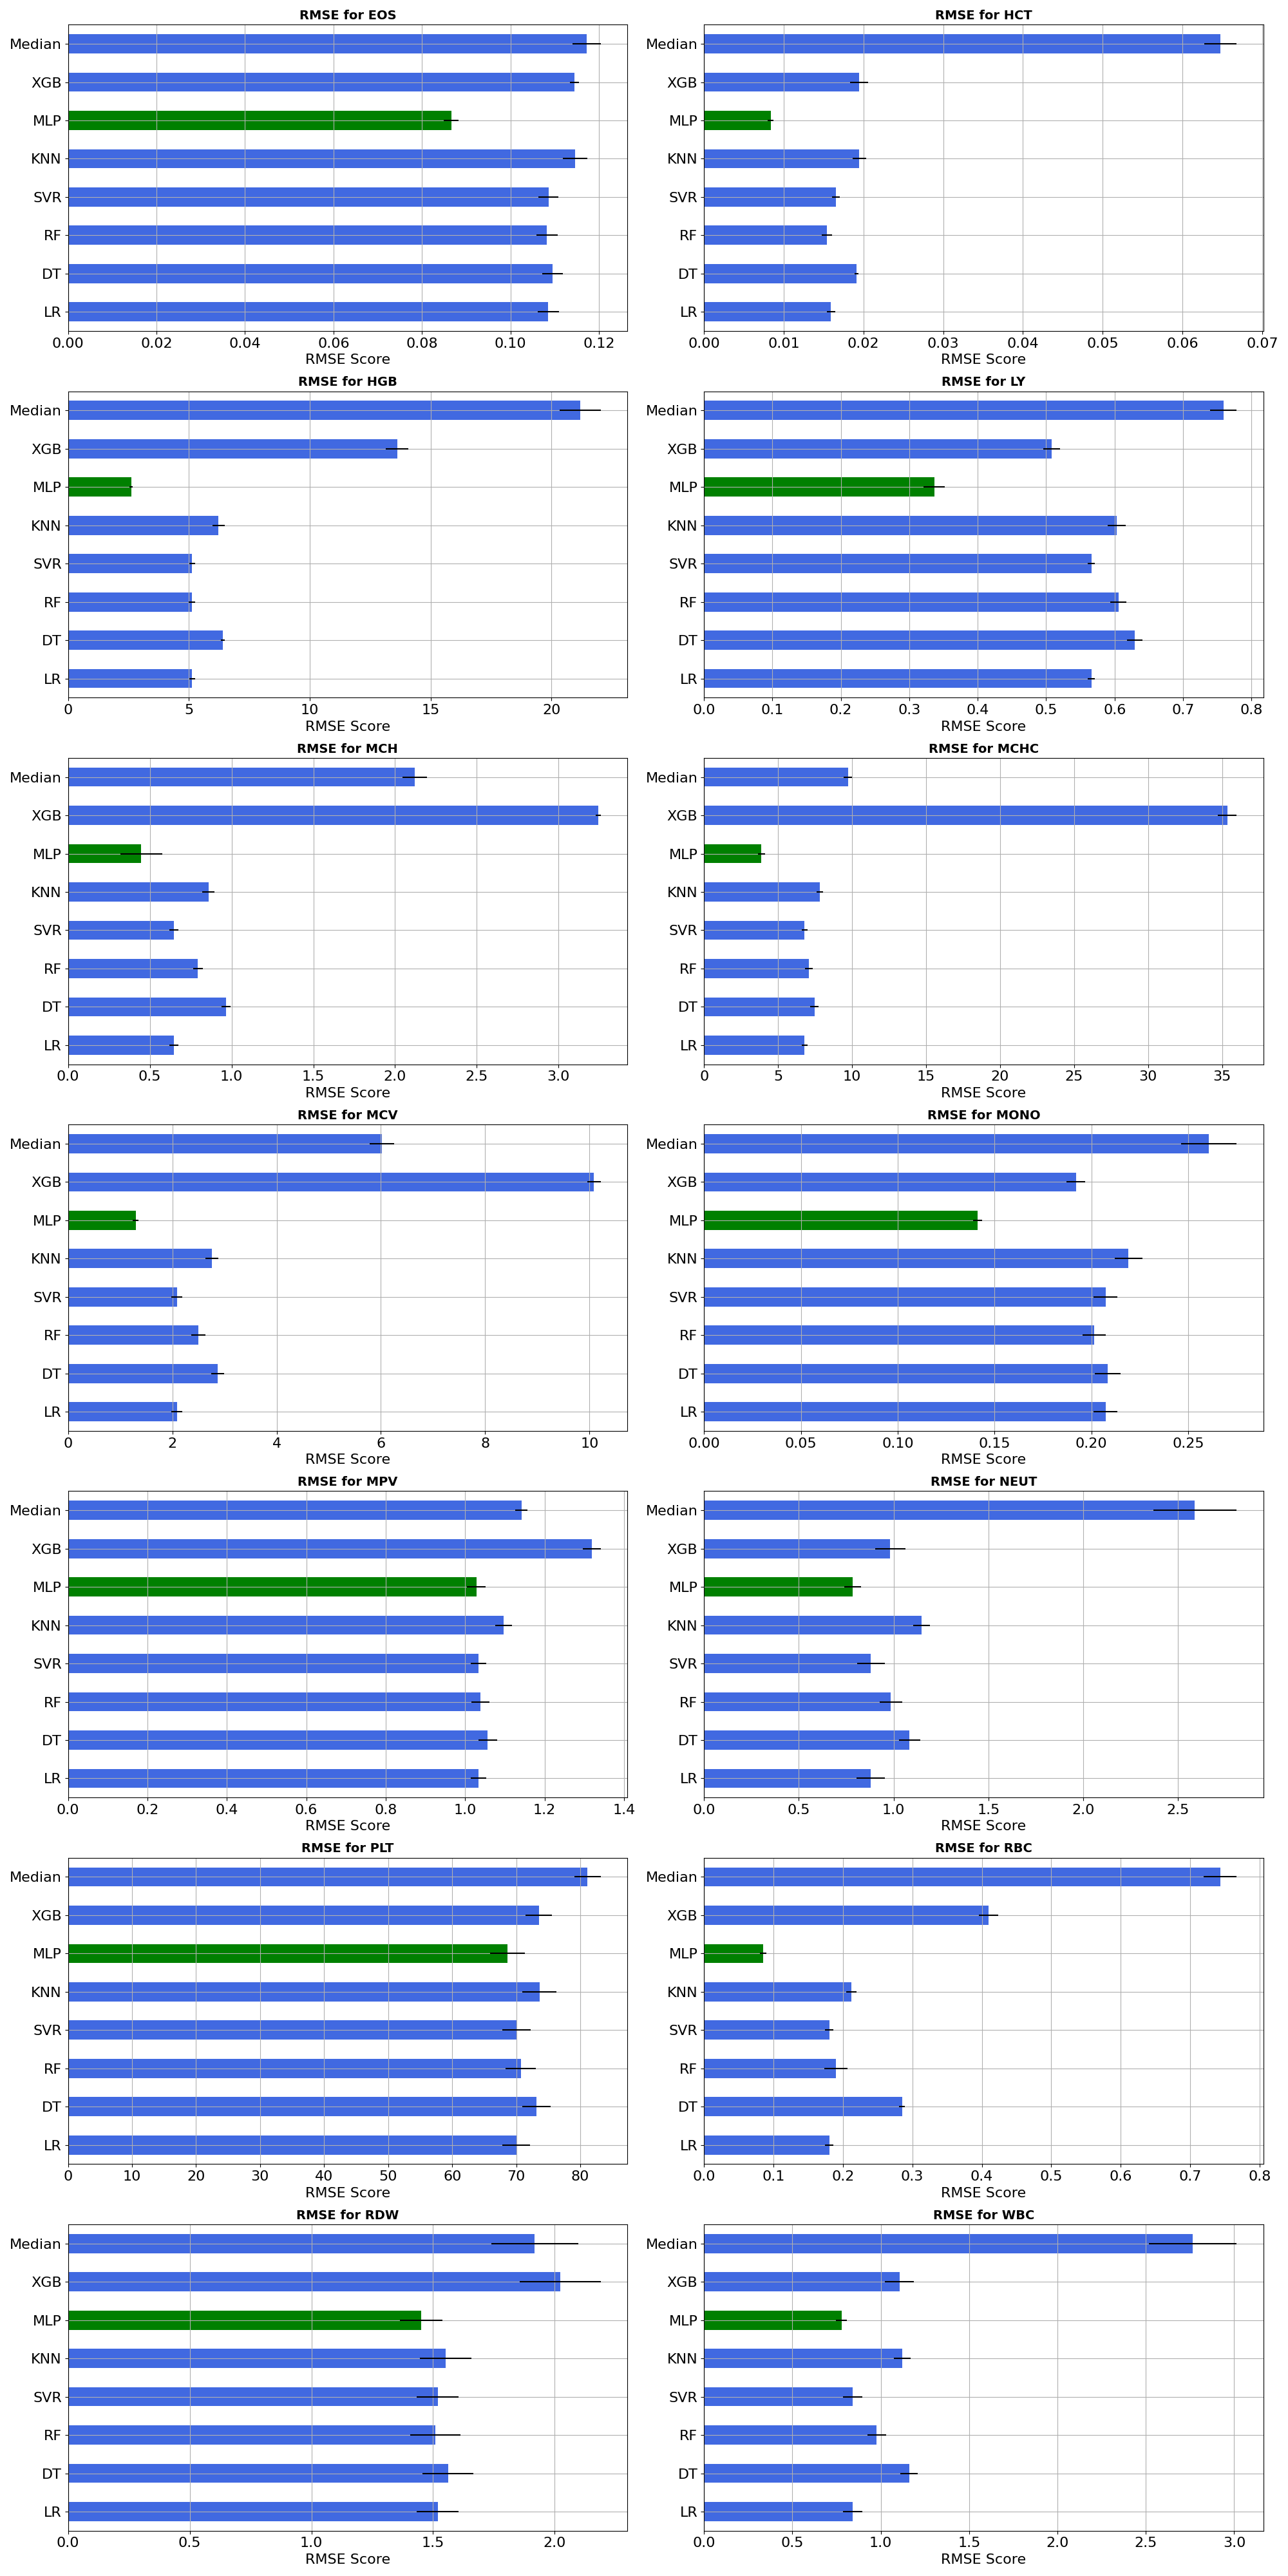 RMSE for EOS
Median
XGB
MLP
KNN
SVR
RF
DT
LR
0.00 0.02 0.04 0.06 0.08 0.10 0.12
RMSE Score
RMSE for HCT
Median
XGB
MLP
KNN
SVR
RF
DT
LR
0.00 0.01 0.02 0.03 0.04 0.05 0.06 0.07
RMSE Score
RMSE for HGB
Median
XGB
MLP
KNN
SVR
RF
DT
LR
0 5 10 15 20
RMSE Score
RMSE for LY
Median
XGB
MLP
KNN
SVR
RF
DT
LR
0.0 0.1 0.2 0.3 0.4 0.5 0.6 0.7 0.8
RMSE Score
RMSE for MCH
Median
XGB
MLP
KNN
SVR
RF
DT
LR
0.0 0.5 1.0 1.5 2.0 2.5 3.0
RMSE Score
RMSE for MCHC
Median
XGB
MLP
KNN
SVR
RF
DT
LR
0 5 10 15 20 25 30 35
RMSE Score
RMSE for MCV
Median
XGB
MLP
KNN
SVR
RF
DT
LR
0 2 4 6 8 10
RMSE Score
RMSE for MONO
Median
XGB
MLP
KNN
SVR
RF
DT
LR
0.00 0.05 0.10 0.15 0.20 0.25
RMSE Score
RMSE for MPV
Median
XGB
MLP
KNN
SVR
RF
DT
LR
0.0 0.2 0.4 0.6 0.8 1.0 1.2 1.4
RMSE Score
RMSE for NEUT
Median
XGB
MLP
KNN
SVR
RF
DT
LR
0.0 0.5 1.0 1.5 2.0 2.5
RMSE Score
RMSE for PLT
Median
XGB
MLP
KNN
SVR
RF
DT
LR
0 10 20 30 40 50 60 70 80
RMSE Score
RMSE for RBC
Median
XGB
MLP
KNN
SVR
RF
DT
LR
0.0 0.1 0.2 0.3 0.4 0.5 0.6 0.7 0.8
RMSE Score
RMSE for RDW
Median
XGB
MLP
KNN
SVR
RF
DT
LR
0.0 0.5 1.0 1.5 2.0
RMSE Score
RMSE for WBC
Median
XGB
MLP
KNN
SVR
RF
DT
LR
0.0 0.5 1.0 1.5 2.0 2.5 3.0
RMSE Score